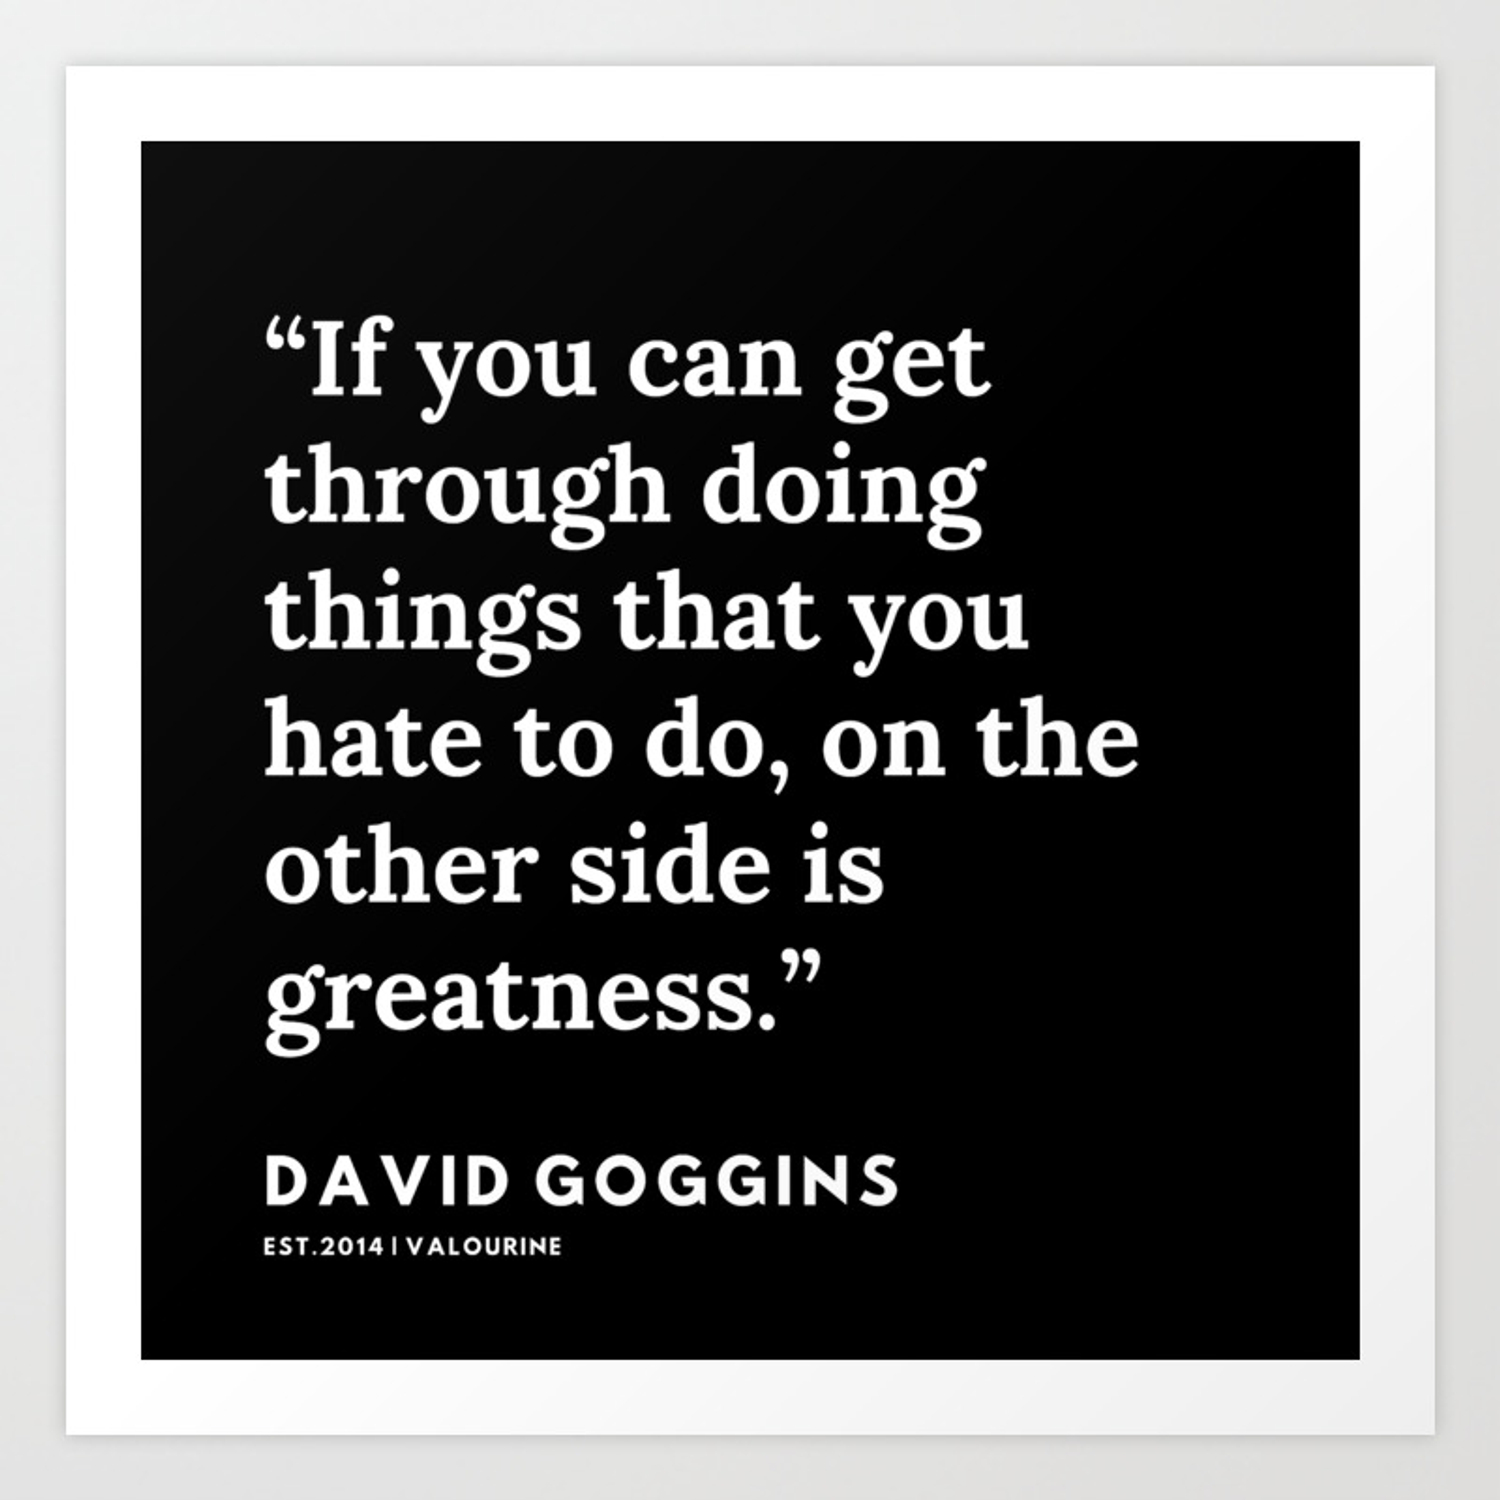 “If you can get
through doing
things that you
hate to do, on the
other side is
greatness.”
DAVID GOGGINS
EST.2014 | VALOURINE